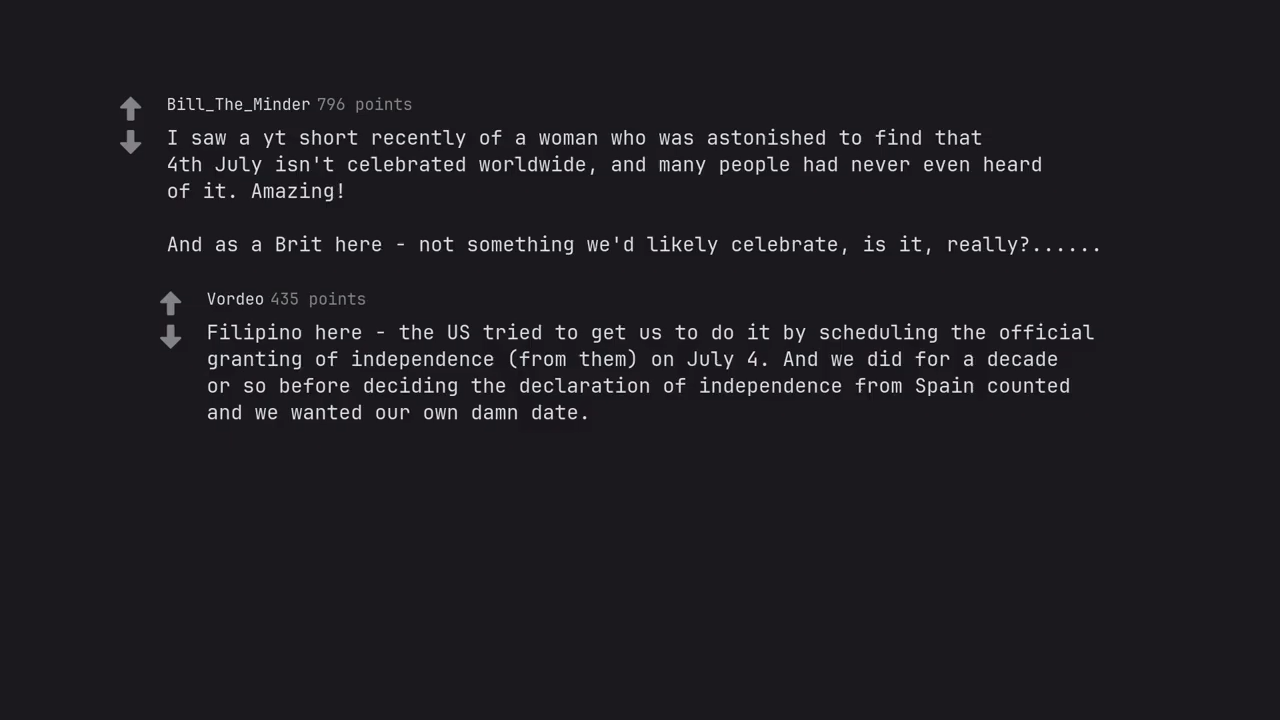 Bill_The_Minder 796 points
I saw a yt short recently of a woman who was astonished to find that
4th July isn't celebrated worldwide, and many people had never even heard
of it. Amazing!
And as a Brit here - not something we'd likely celebrate, is it, really?......
Vordeo 435 points
Filipino here - the US tried to get us to do it by scheduling the official
granting of independence (from them) on July 4. And we did for a decade
or so before deciding the declaration of independence from Spain counted
and we wanted our own damn date.